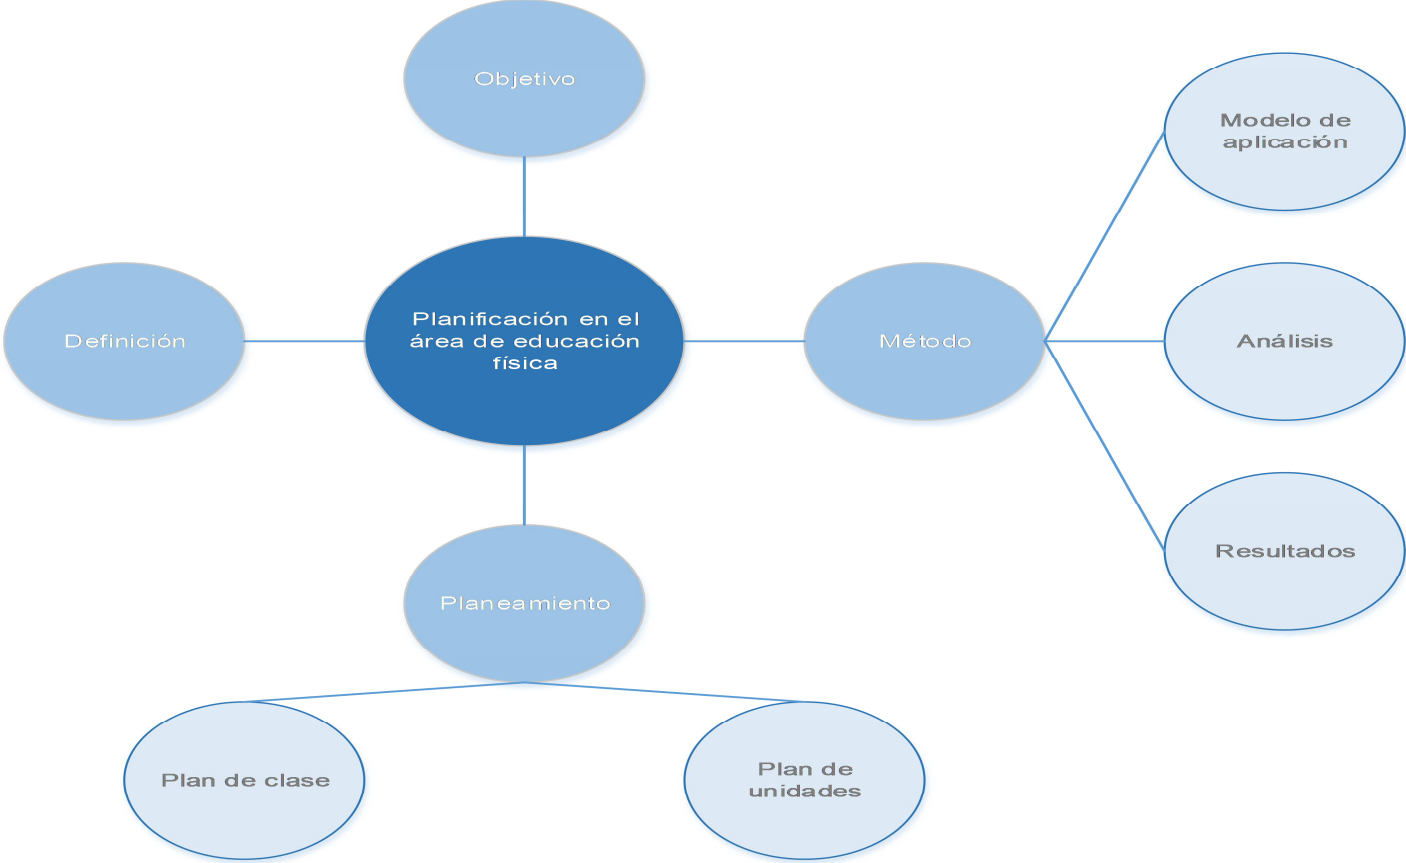 Objetivo
Modelo de
aplicación
Planificación en el
área de educación
física
Definición
Método
Análisis
Resultados
Planeamiento
Plan de clase
Plan de
unidades